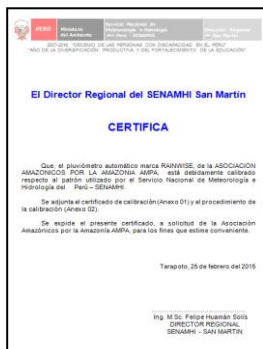 PERÚ
Ministerio del Ambiente
Servicio Nacional de Meteorología e Hidrología del Perú - SENAMHI
Dirección Regional de San Martín
2007-2016 "DECENIO DE LAS PERSONAS CON DISCAPACIDAD EN EL PERÚ"
"AÑO DE LA DIVERSIFICACIÓN PRODUCTIVA Y DEL FORTALECIMIENTO DE LA EDUCACIÓN"
El Director Regional del SENAMHI San Martín
CERTIFICA
Que, el pluviómetro automático marca RAINWISE, de la ASOCIACIÓN
AMAZONICOS POR LA AMAZONIA AMPA, está debidamente calibrado
respecto al patrón utilizado por el Servicio Nacional de Meteorología e
Hidrología del Perú – SENAMHI.
Se adjunta el certificado de calibración (Anexo 01) y el procedimiento de
la calibración (Anexo 02).
Se expide el presente certificado, a solicitud de la Asociación
Amazónicos por la Amazonía AMPA, para los fines que estime conveniente.
Tarapoto, 25 de febrero del 2015
Ing. M.Sc. Felipe Huamán Solís
DIRECTOR REGIONAL
SENAMHI - SAN MARTIN